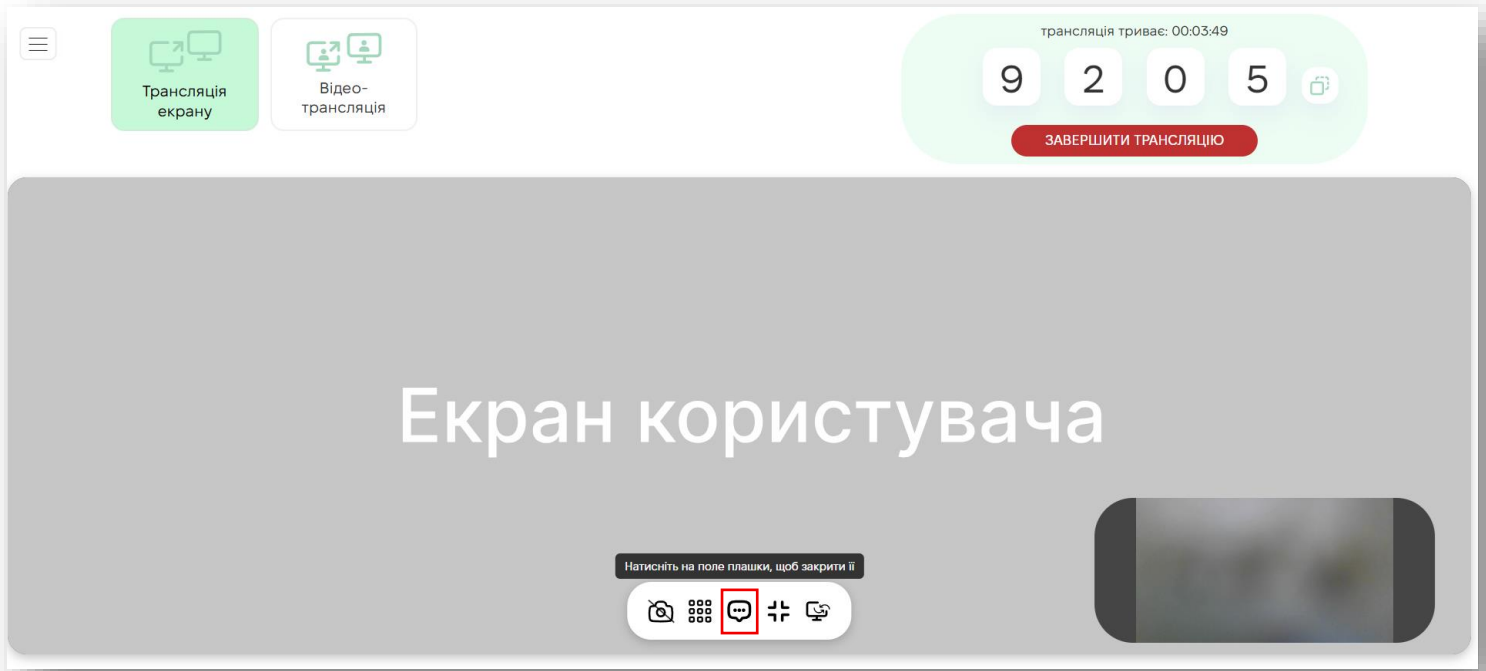 Трансляція
екрану
Відео-
трансляція
трансляція триває: 00:03:49
9 2 0 5
ЗАВЕРШИТИ ТРАНСЛЯЦІЮ
Екран користувача
Натисніть на поле плашки, щоб закрити її